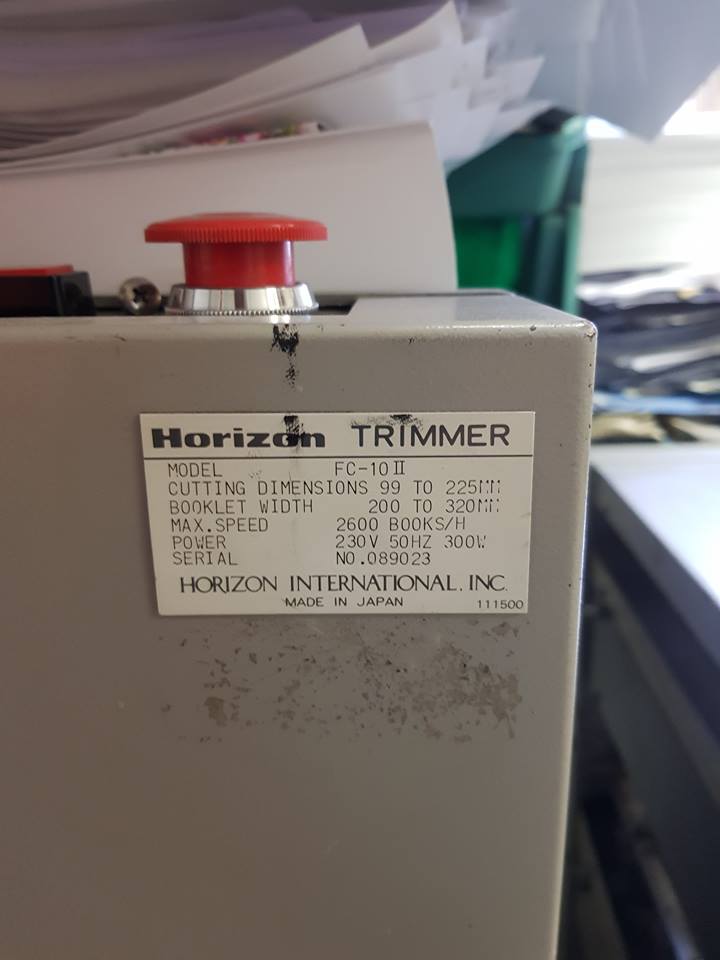 Horizon TRIMMER
MODEL FC-10 II
CUTTING DIMENSIONS 99 TO 225MM
BOOKLET WIDTH 200 TO 320MM
MAX.SPEED 2600 BOOKS/H
POWER 230V 50HZ 300W
SERIAL NO.089023
HORIZON INTERNATIONAL. INC.
MADE IN JAPAN 111500